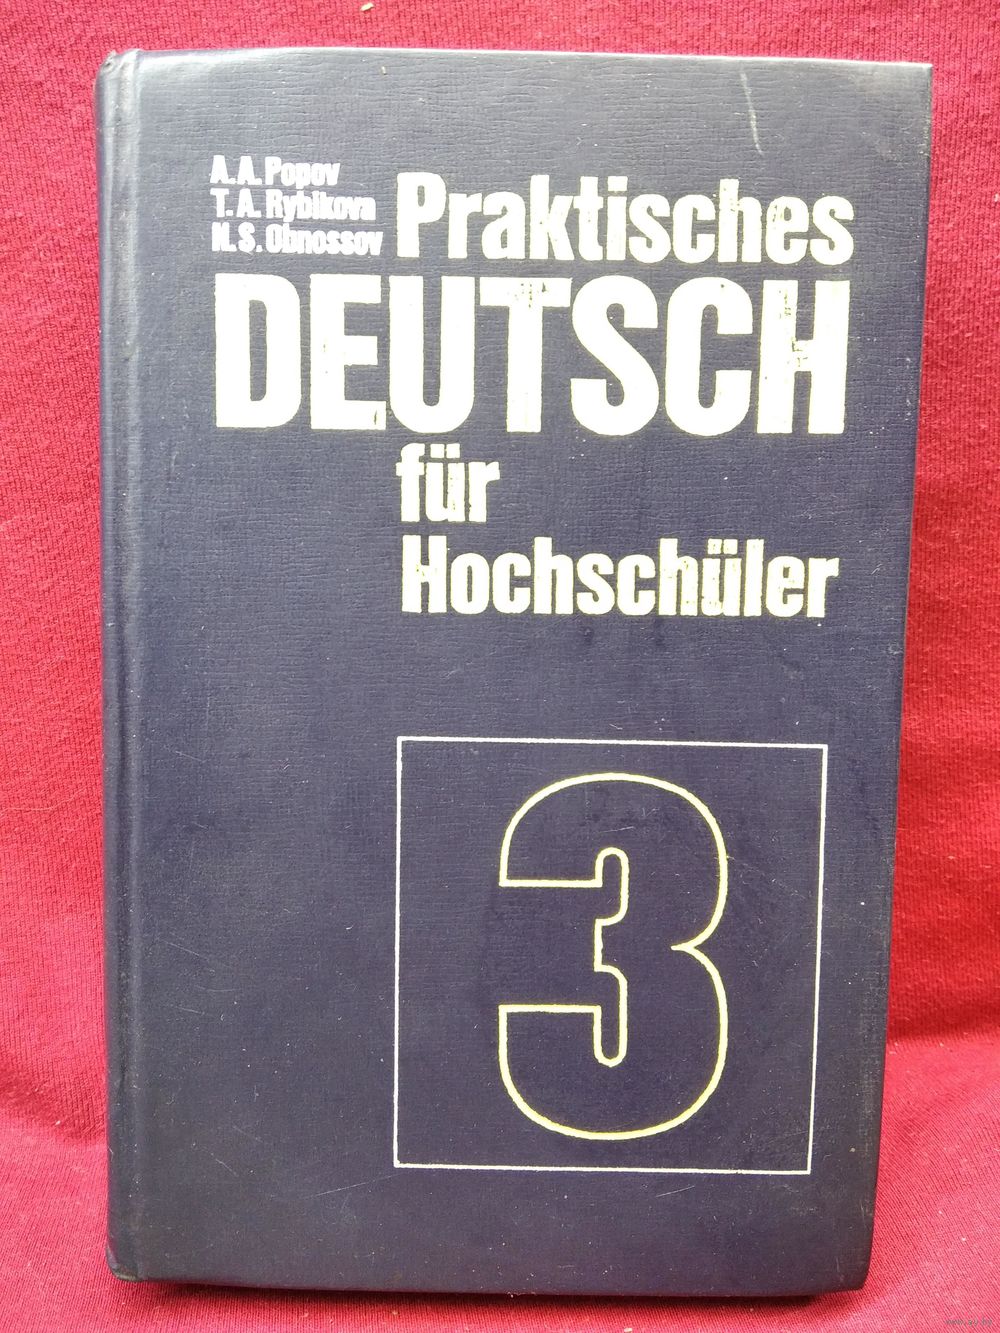 A.A. Popov
T.A. Rybikova
N.S. Obnossov
Praktisches
DEUTSCH
für
Hochschüler
3